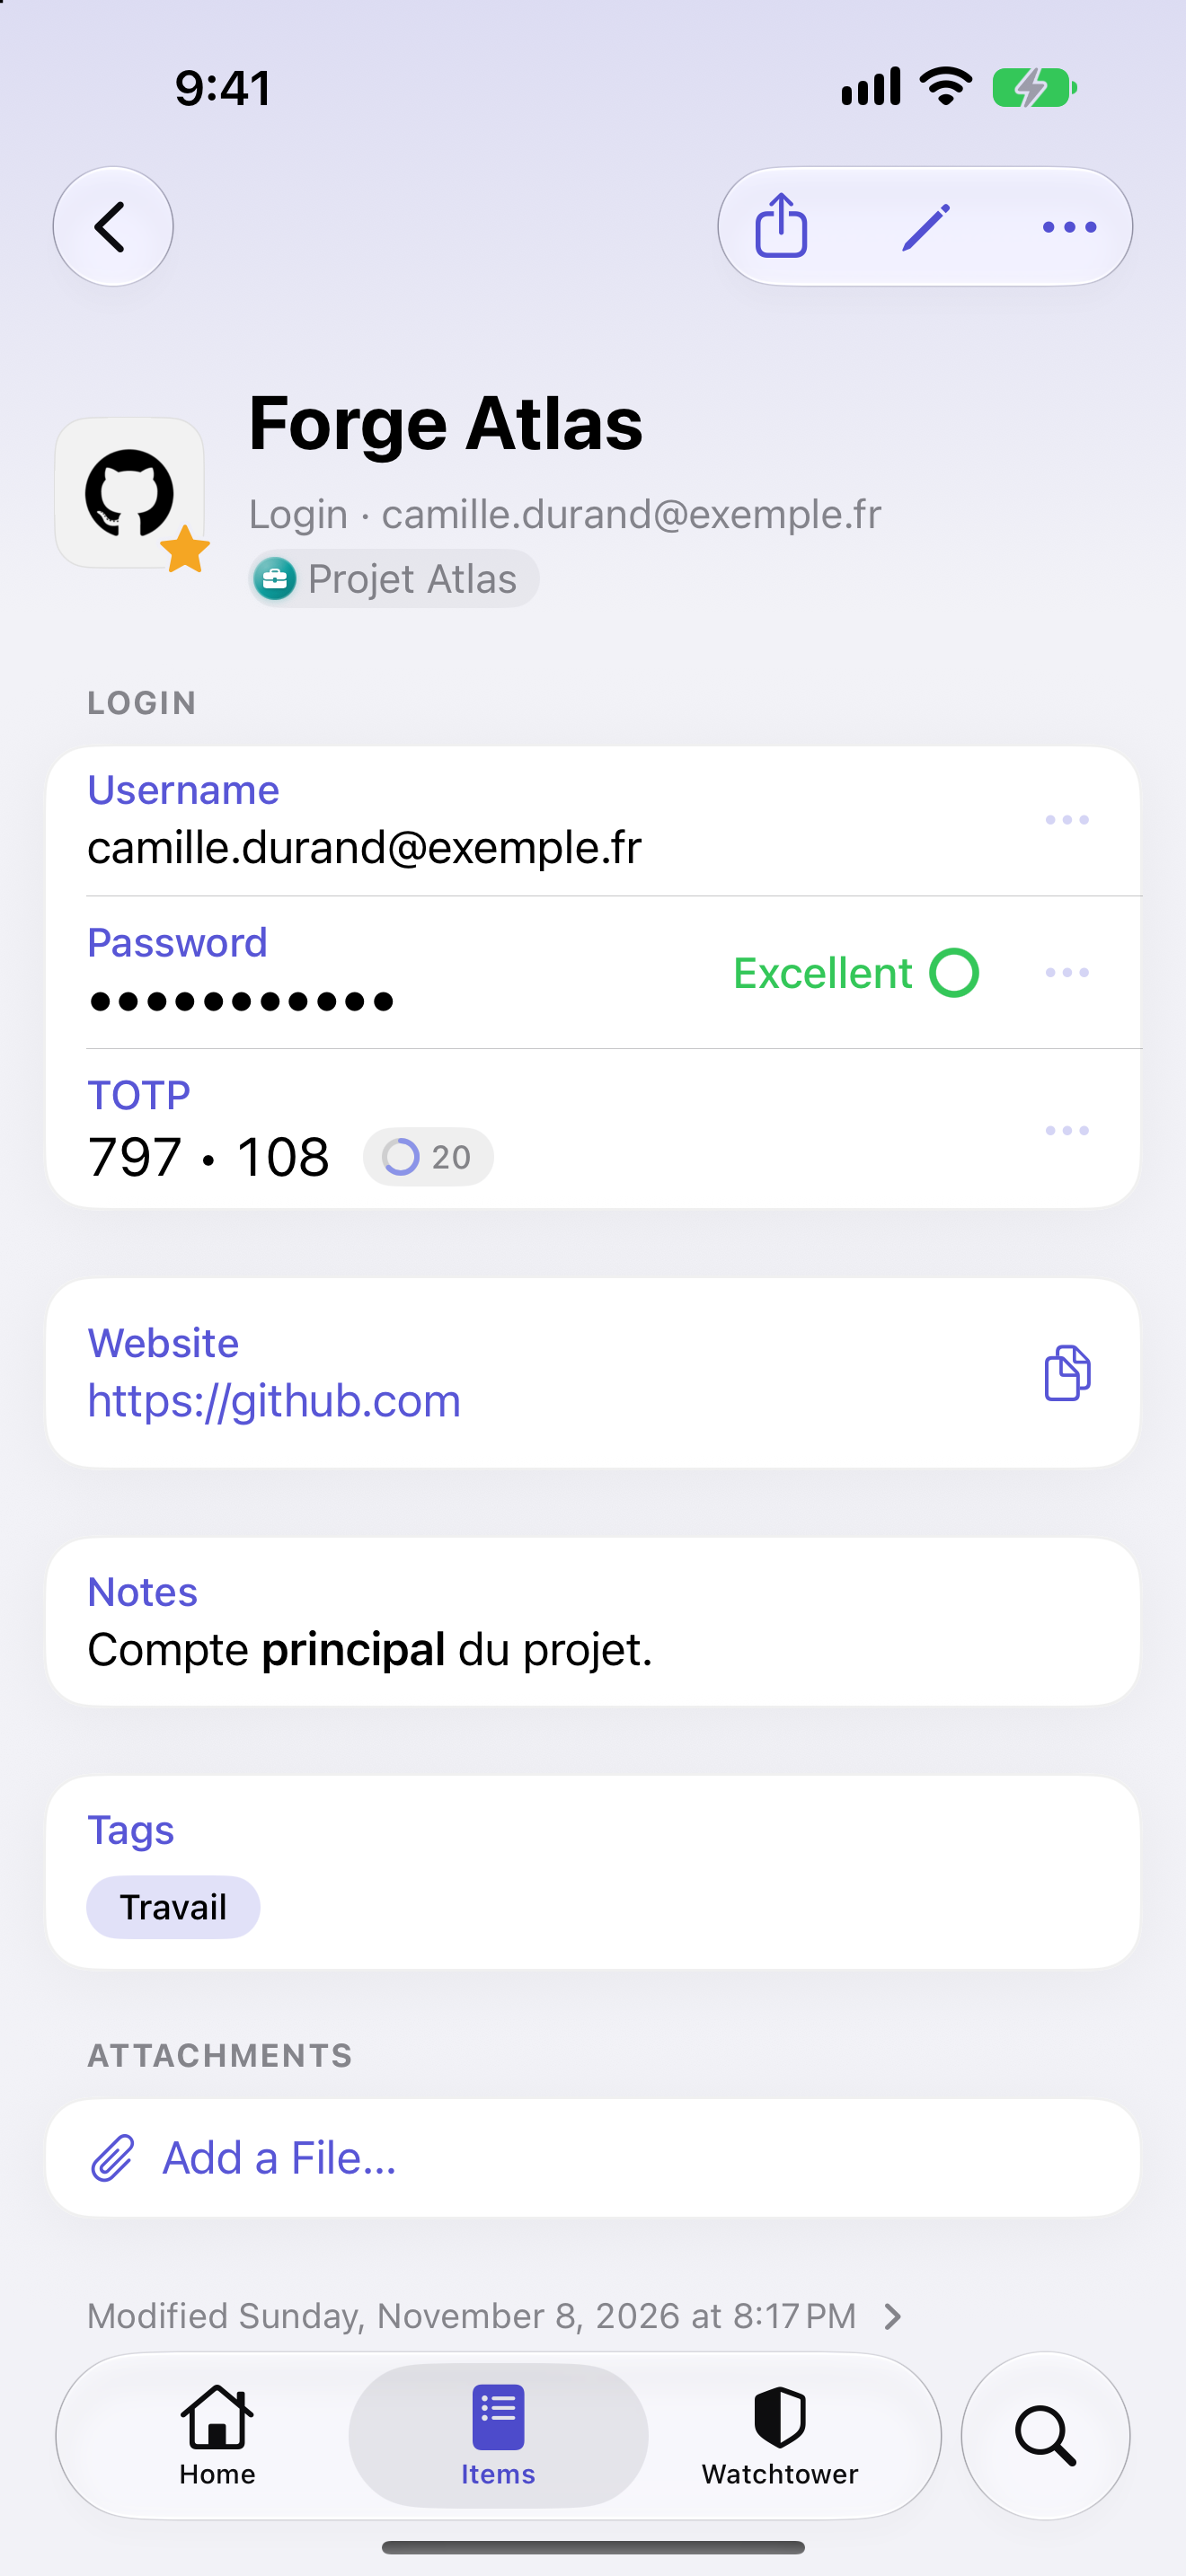 9:41
Forge Atlas
Login · camille.durand@exemple.fr
Projet Atlas
LOGIN
Username
camille.durand@exemple.fr
Password
●●●●●●●●●●●
Excellent
TOTP
797 • 108
20
Website
https://github.com
Notes
Compte principal du projet.
Tags
Travail
ATTACHMENTS
Add a File...
Modified Sunday, November 8, 2026 at 8:17 PM
Home
Items
Watchtower